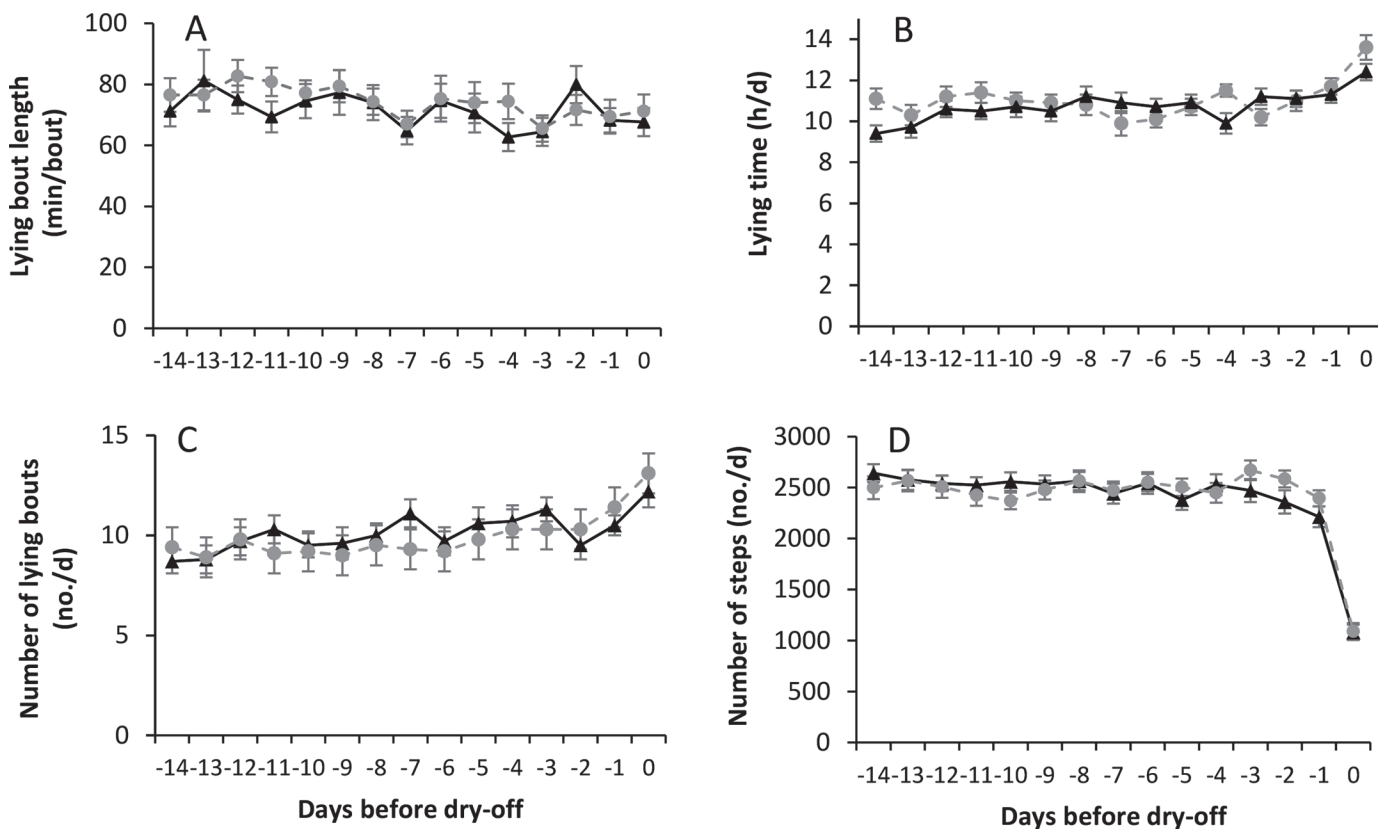 A
Lying bout length
(min/bout)
100
80
60
40
20
0
-14 -13 -12 -11 -10 -9 -8 -7 -6 -5 -4 -3 -2 -1 0
B
Lying time (h/d)
14
12
10
8
6
4
2
0
-14 -13 -12 -11 -10 -9 -8 -7 -6 -5 -4 -3 -2 -1 0
C
Number of lying bouts
(no./d)
15
10
5
0
-14 -13 -12 -11 -10 -9 -8 -7 -6 -5 -4 -3 -2 -1 0
Days before dry-off
D
Number of steps (no./d)
3000
2500
2000
1500
1000
500
0
-14 -13 -12 -11 -10 -9 -8 -7 -6 -5 -4 -3 -2 -1 0
Days before dry-off